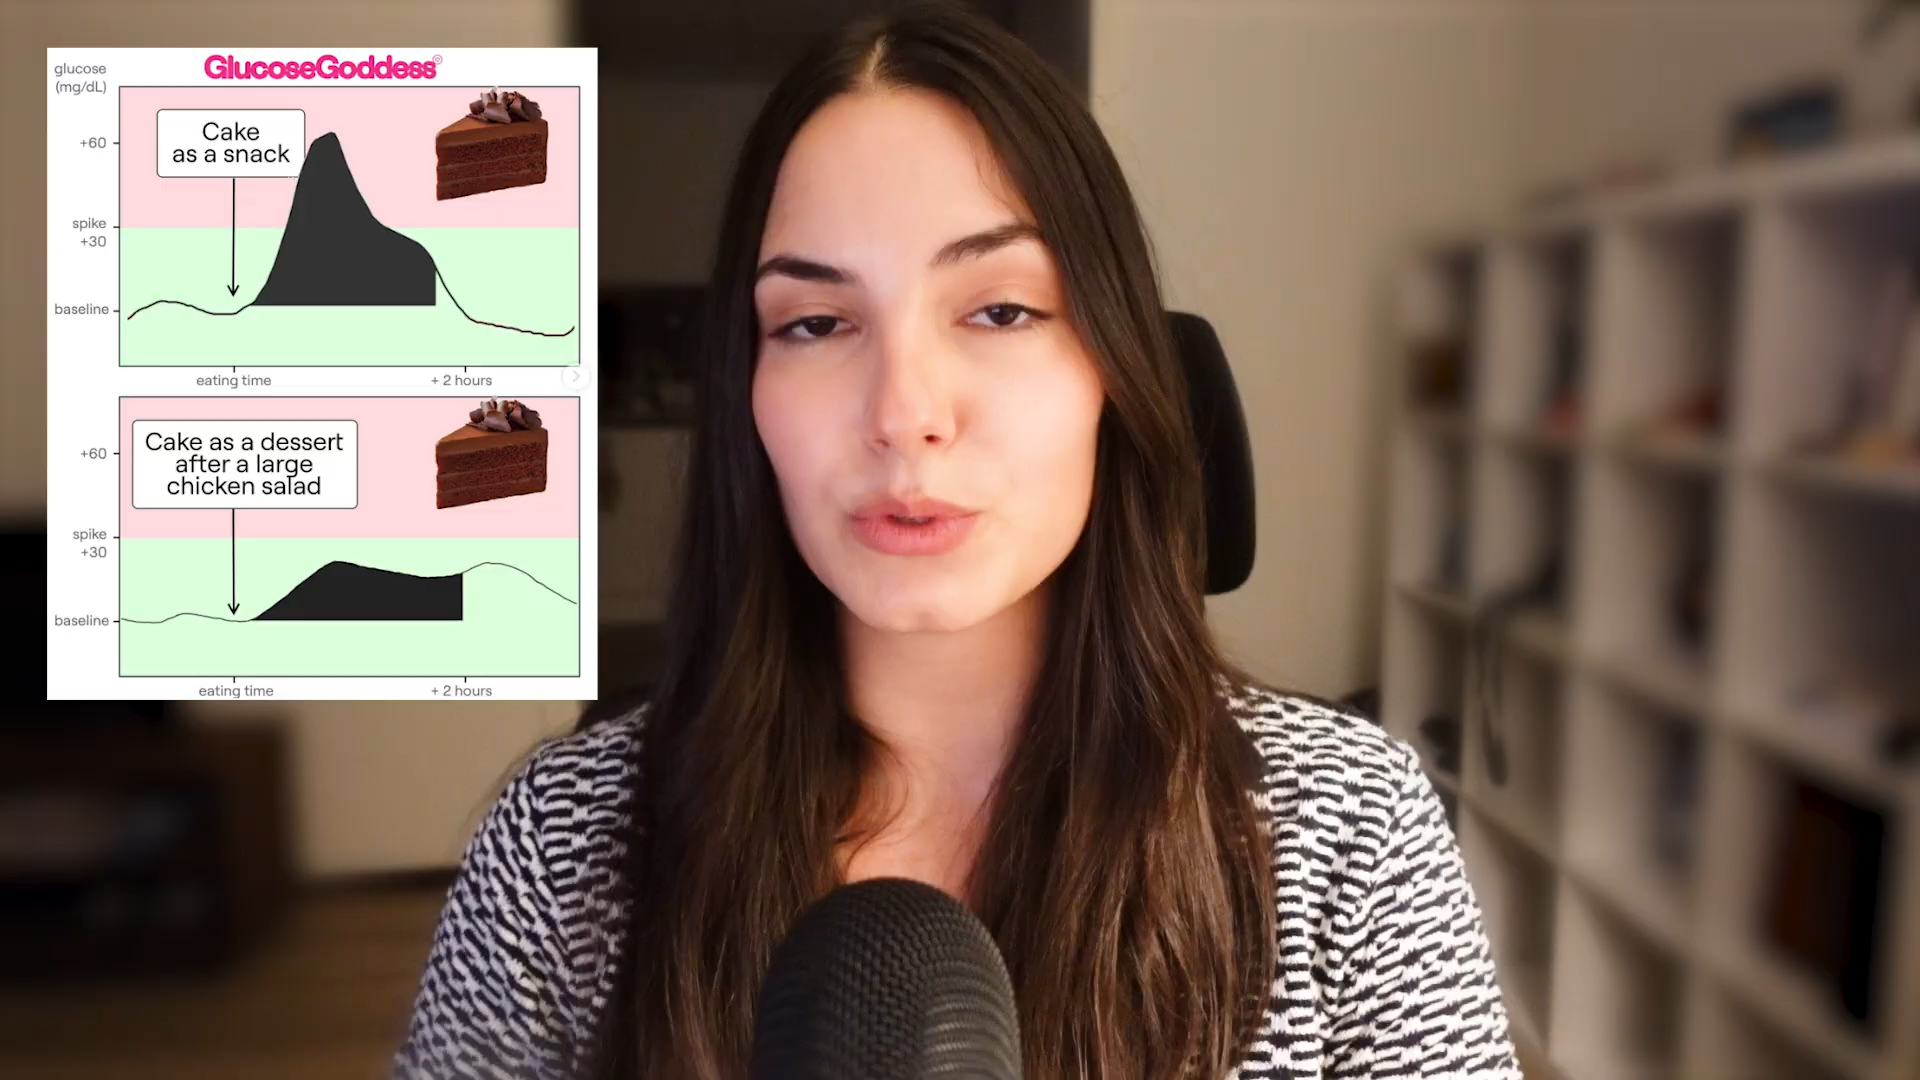 GlucoseGoddess®
glucose
(mg/dL)
+60
Cake
as a snack
spike
+30
baseline
eating time
+ 2 hours
+60
Cake as a dessert
after a large
chicken salad
spike
+30
baseline
eating time
+ 2 hours